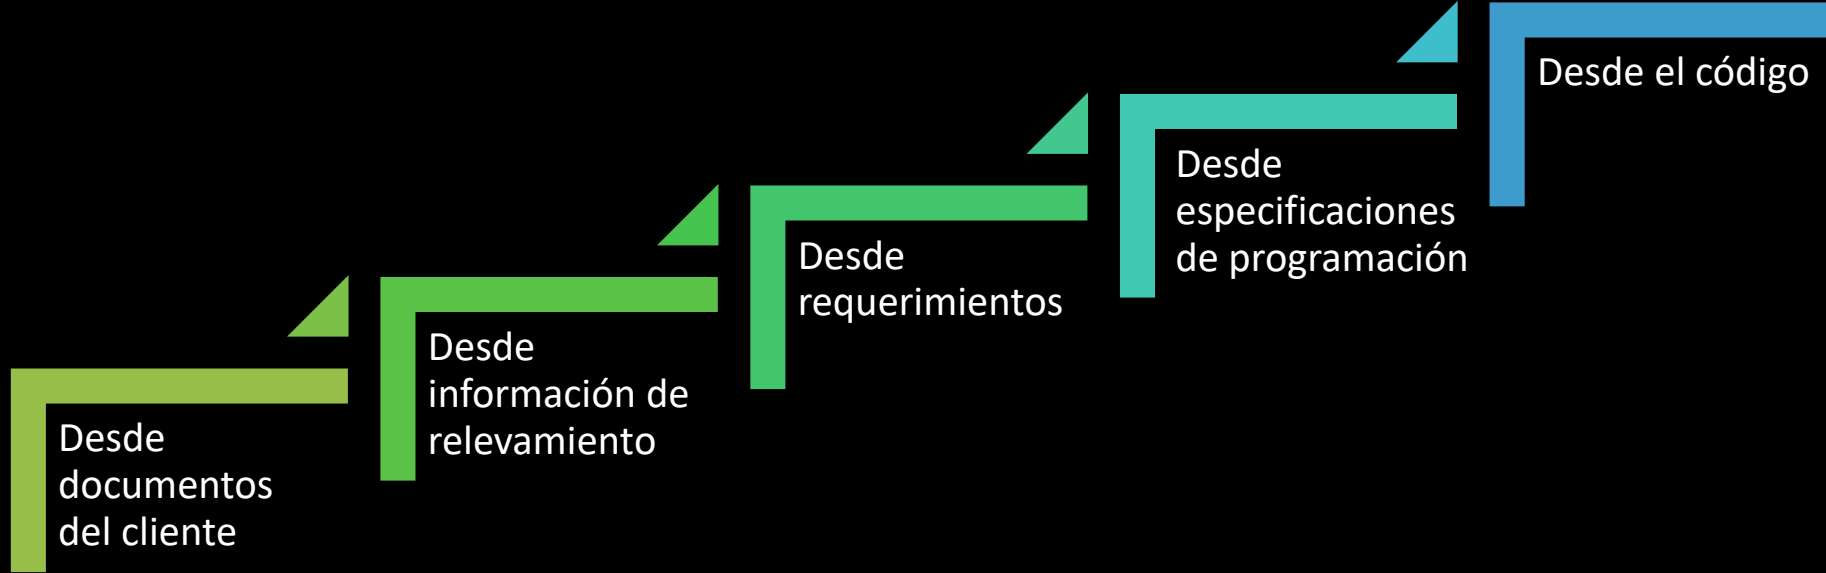 Desde
documentos
del cliente
Desde
información de
relevamiento
Desde
requerimientos
Desde
especificaciones
de programación
Desde el código